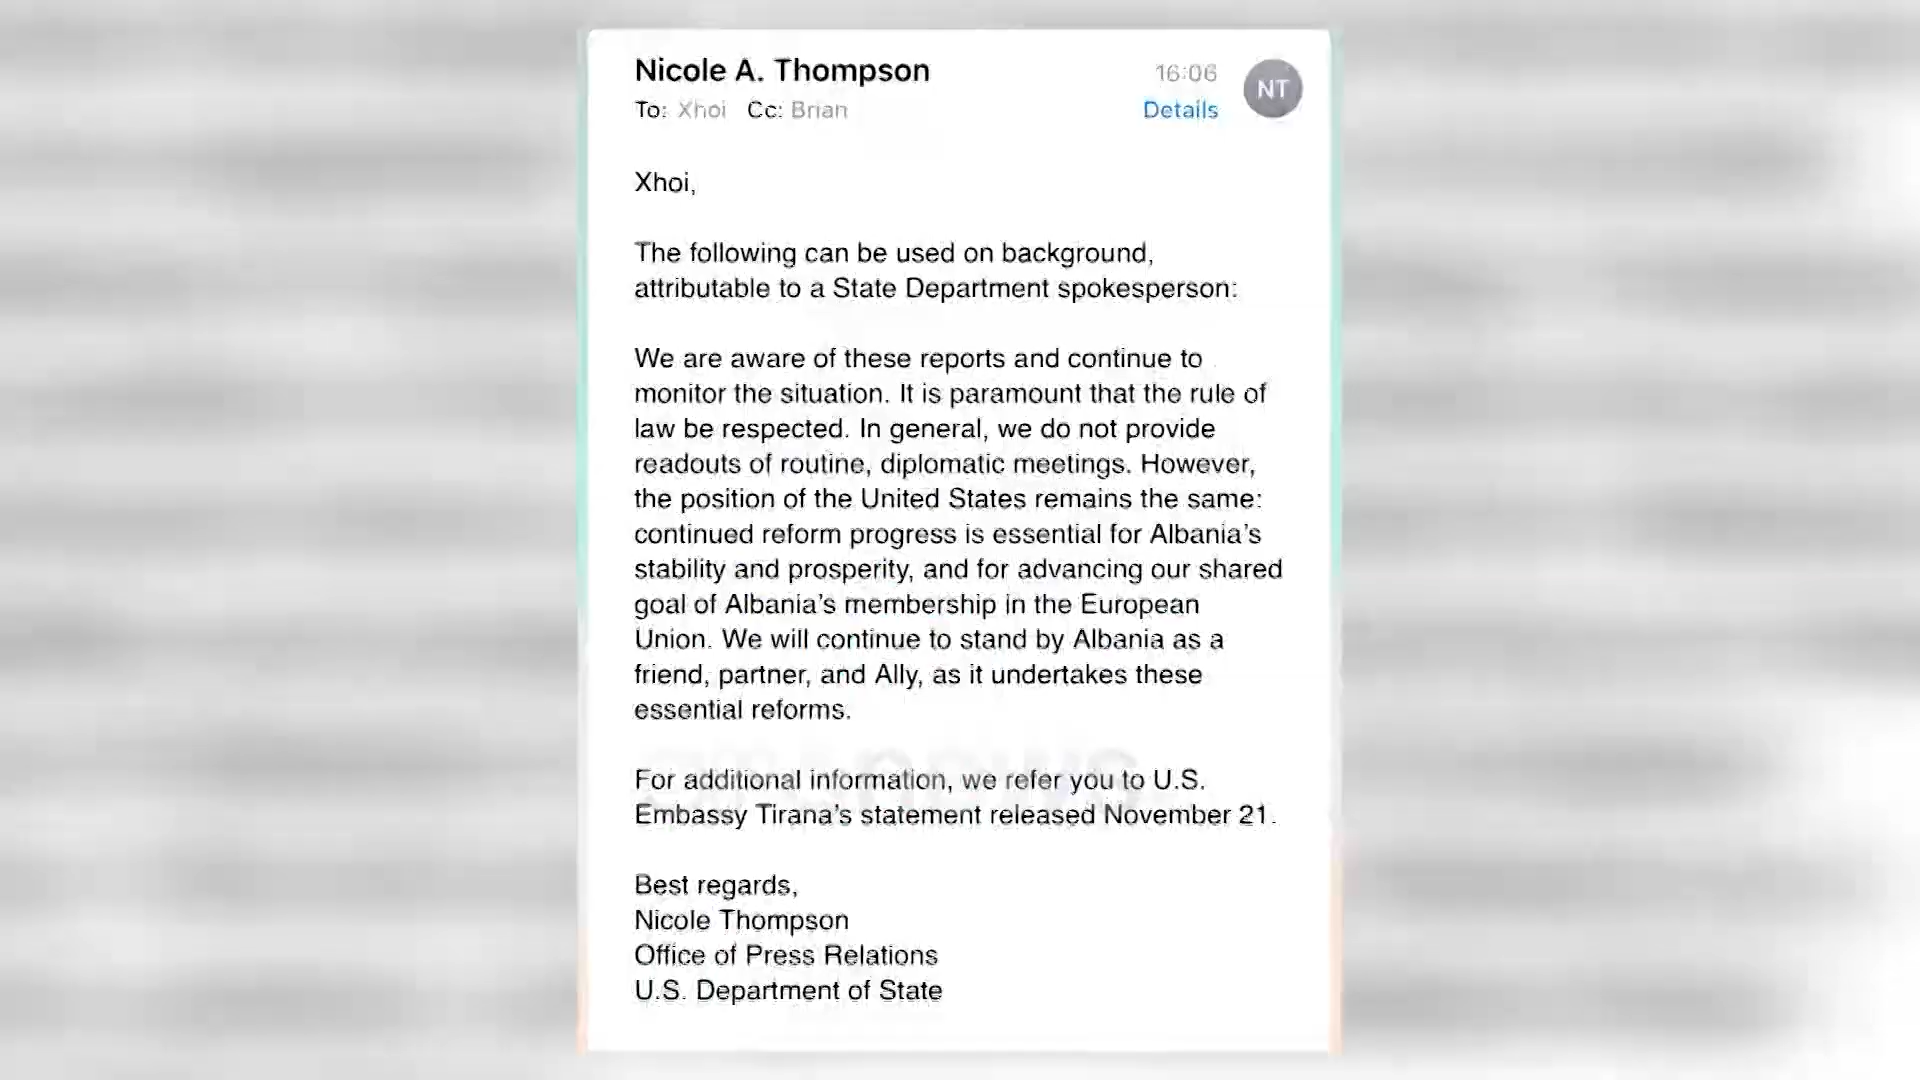 Nicole A. Thompson
16:06
NT
To: Xhoi Cc: Brian
Details
Xhoi,
The following can be used on background,
attributable to a State Department spokesperson:
We are aware of these reports and continue to
monitor the situation. It is paramount that the rule of
law be respected. In general, we do not provide
readouts of routine, diplomatic meetings. However,
the position of the United States remains the same:
continued reform progress is essential for Albania's
stability and prosperity, and for advancing our shared
goal of Albania's membership in the European
Union. We will continue to stand by Albania as a
friend, partner, and Ally, as it undertakes these
essential reforms.
news
For additional information, we refer you to U.S.
Embassy Tirana's statement released November 21.
Best regards,
Nicole Thompson
Office of Press Relations
U.S. Department of State